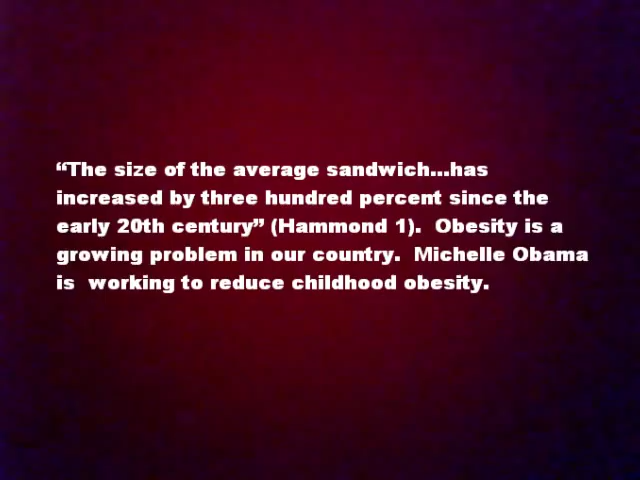 “The size of the average sandwich...has
increased by three hundred percent since the
early 20th century” (Hammond 1).  Obesity is a
growing problem in our country.  Michelle Obama
is  working to reduce childhood obesity.